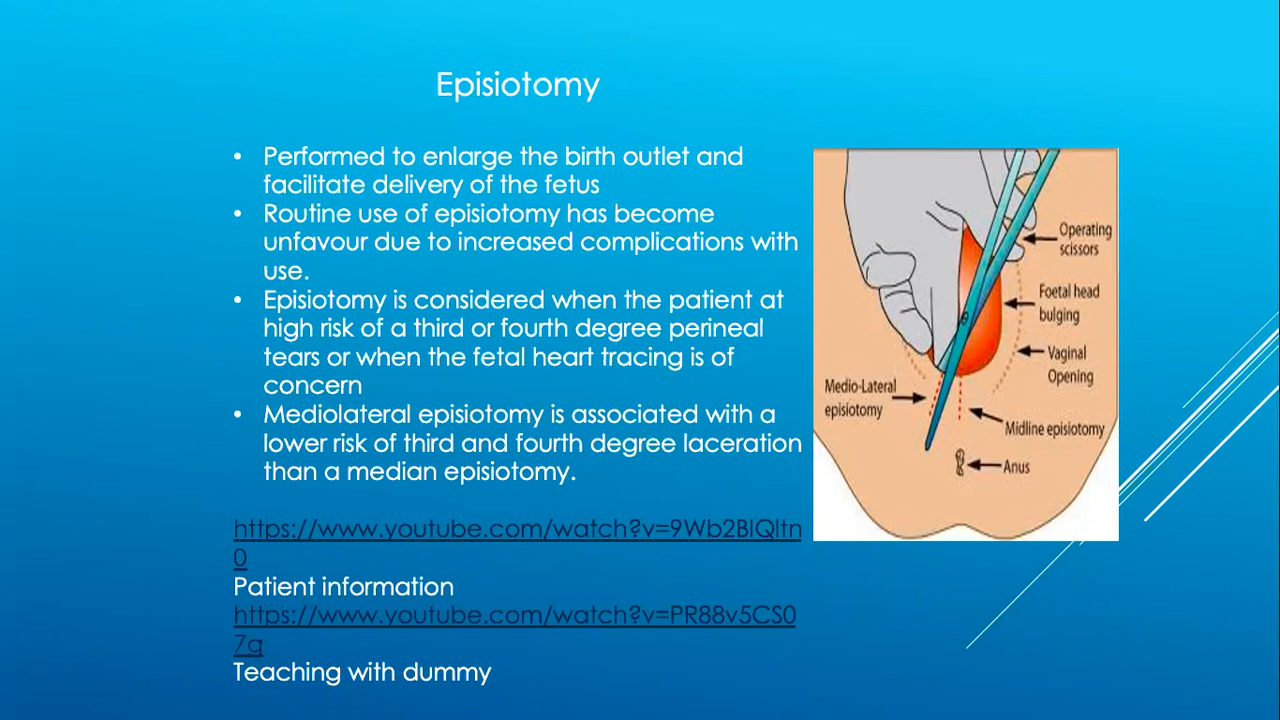 Episiotomy
• Performed to enlarge the birth outlet and
facilitate delivery of the fetus
• Routine use of episiotomy has become
unfavour due to increased complications with
use.
• Episiotomy is considered when the patient at
high risk of a third or fourth degree perineal
tears or when the fetal heart tracing is of
concern
• Mediolateral episiotomy is associated with a
lower risk of third and fourth degree laceration
than a median episiotomy.
https://www.youtube.com/watch?v=9Wb2BlQltn
0
Patient information
https://www.youtube.com/watch?v=PR88v5CS0
7g
Teaching with dummy
Operating
scissors
Foetal head
bulging
Vaginal
Opening
Medio-Lateral
episiotomy
Midline episiotomy
Anus